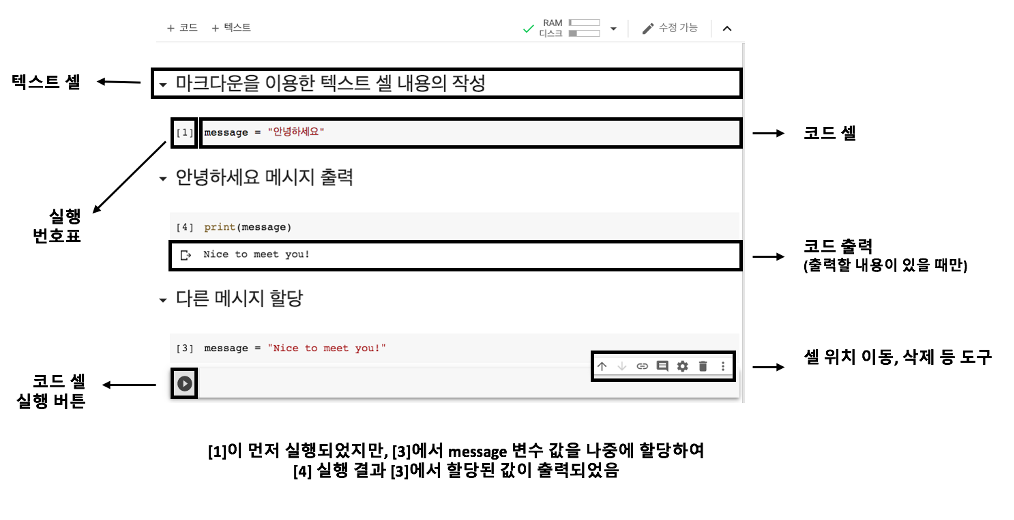 + 코드 + 텍스트
RAM
디스크
수정 가능
텍스트 셀
마크다운을 이용한 텍스트 셀 내용의 작성
[1] message = "안녕하세요"
코드 셀
안녕하세요 메시지 출력
실행
번호표
[4] print(message)
Nice to meet you!
코드 출력
(출력할 내용이 있을 때만)
다른 메시지 할당
[3] message = "Nice to meet you!"
셀 위치 이동, 삭제 등 도구
코드 셀
실행 버튼
[1]이 먼저 실행되었지만, [3]에서 message 변수 값을 나중에 할당하여
[4] 실행 결과 [3]에서 할당된 값이 출력되었음